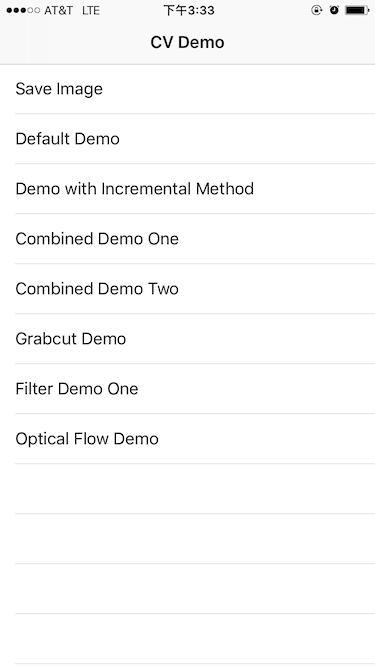 AT&T LTE 下午3:33
CV Demo
Save Image
Default Demo
Demo with Incremental Method
Combined Demo One
Combined Demo Two
Grabcut Demo
Filter Demo One
Optical Flow Demo